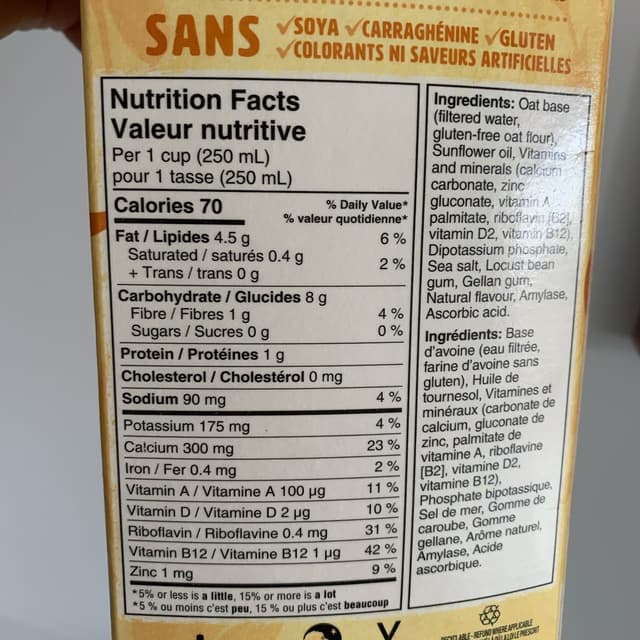 SANS ✓SOYA ✓CARRAGHÉNINE ✓GLUTEN
✓COLORANTS NI SAVEURS ARTIFICIELLES
Nutrition Facts
Valeur nutritive
Per 1 cup (250 mL)
pour 1 tasse (250 mL)
Calories 70
% Daily Value*
% valeur quotidienne*
Fat / Lipides 4.5 g 6 %
Saturated / saturés 0.4 g
+ Trans / trans 0 g 2 %
Carbohydrate / Glucides 8 g
Fibre / Fibres 1 g 4 %
Sugars / Sucres 0 g 0 %
Protein / Protéines 1 g
Cholesterol / Cholestérol 0 mg
Sodium 90 mg 4 %
Potassium 175 mg 4 %
Calcium 300 mg 23 %
Iron / Fer 0.4 mg 2 %
Vitamin A / Vitamine A 100 µg 11 %
Vitamin D / Vitamine D 2 µg 10 %
Riboflavin / Riboflavine 0.4 mg 31 %
Vitamin B12 / Vitamine B12 1 µg 42 %
Zinc 1 mg 9 %
*5% or less is a little, 15% or more is a lot
*5 % ou moins c'est peu, 15 % ou plus c'est beaucoup
Ingredients: Oat base
(filtered water,
gluten-free oat flour),
Sunflower oil, Vitamins
and minerals (calcium
carbonate, zinc
gluconate, vitamin A
palmitate, riboflavin [B2],
vitamin D2, vitamin B12),
Dipotassium phosphate,
Sea salt, Locust bean
gum, Gellan gum,
Natural flavour, Amylase,
Ascorbic acid.
Ingrédients: Base
d'avoine (eau filtrée,
farine d'avoine sans
gluten), Huile de
tournesol, Vitamines et
minéraux (carbonate de
calcium, gluconate de
zinc, palmitate de
vitamine A, riboflavine
[B2], vitamine D2,
vitamine B12),
Phosphate bipotassique,
Sel de mer, Gomme de
caroube, Gomme
gellane, Arôme naturel,
Amylase, Acide
ascorbique.
REFUND WHERE APPLICABLE